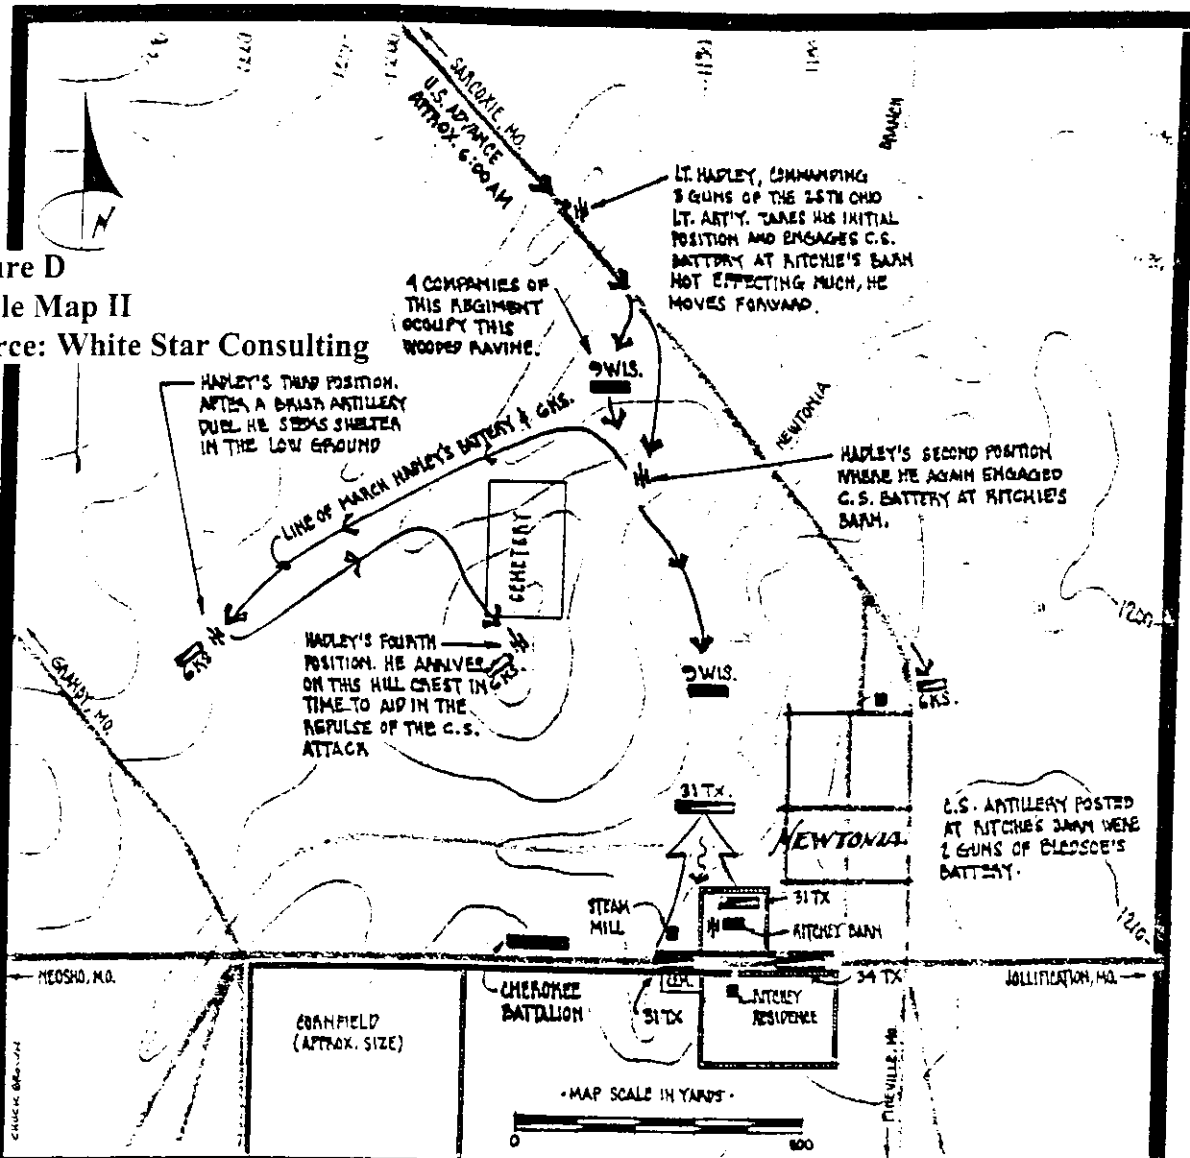 SARCOXIE, MO.
U.S. ADVANCE
APPROX. 6:00 AM
1190
BRANCH
LT. HADLEY, COMMANDING
3 GUNS OF THE 25TH OHIO
LT. ART'Y. TAKES HIS INITIAL
POSITION AND ENGAGES C.S.
BATTERY AT RITCHIE'S BARN
NOT EFFECTING MUCH, HE
MOVES FORWARD.
ure D
le Map II
rce: White Star Consulting
4 COMPANIES OF
THIS REGIMENT
OCCUPY THIS
WOODED RAVINE.
9 WIS.
HADLEY'S THIRD POSITION.
AFTER A BRISK ARTILLERY
DUEL HE SEEKS SHELTER
IN THE LOW GROUND
LINE OF MARCH HADLEY'S BATTERY & 6KS.
NEWTONIA
HADLEY'S SECOND POSITION
WHERE HE AGAIN ENGAGED
C.S. BATTERY AT RITCHIE'S
BARN.
CEMETERY
1200
6KS
GRANBY, MO.
HADLEY'S FOURTH
POSITION. HE ARRIVES
ON THIS HILL CREST IN
TIME TO AID IN THE
REPULSE OF THE C.S.
ATTACK
6KS.
9 WIS.
6KS.
31 TX.
NEWTONIA
C.S. ARTILLERY POSTED
AT RITCHIE'S BARN WERE
2 GUNS OF BLEDSOE'S
BATTERY.
31 TX
STEAM
MILL
RITCHEY BARN
1210
NEOSHO, MO.
CEM.
34 TX
JOLLIFICATION, MO.
CHEROKEE
BATTALION
31 TX
RITCHEY
RESIDENCE
CORNFIELD
(APPROX. SIZE)
PINEVILLE, MO.
CHUCK BROWN
· MAP SCALE IN YARDS ·
0